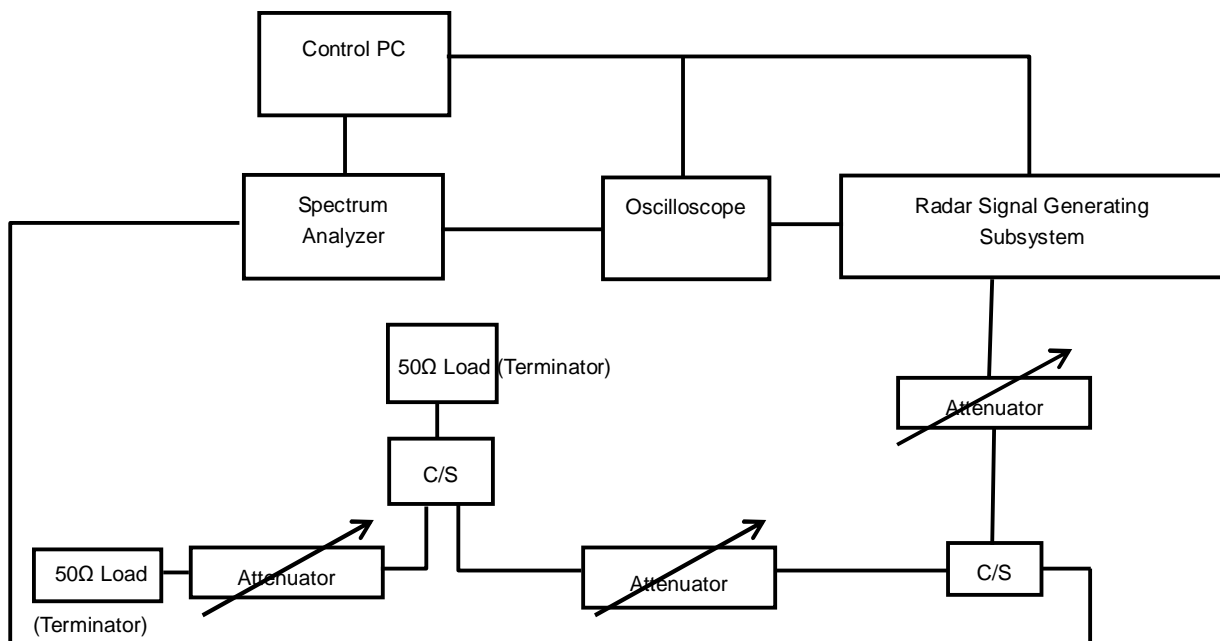 Control PC
Spectrum
Analyzer
Oscilloscope
Radar Signal Generating
Subsystem
50Ω Load (Terminator)
Attenuator
C/S
50Ω Load
(Terminator)
Attenuator
Attenuator
C/S